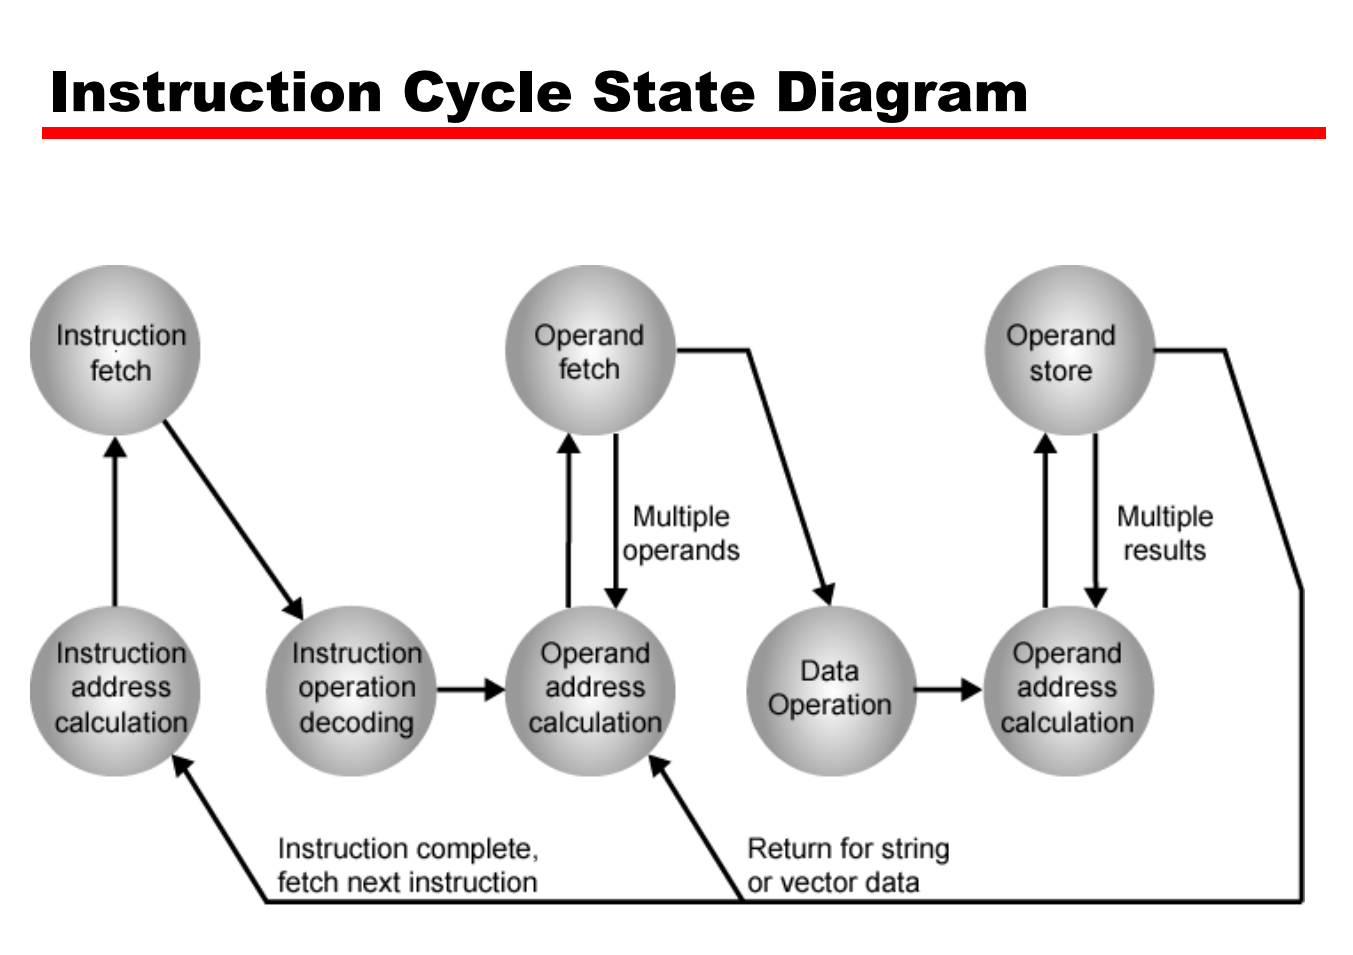 Instruction Cycle State Diagram
Instruction
fetch
Operand
fetch
Operand
store
Multiple
operands
Multiple
results
Instruction
address
calculation
Instruction
operation
decoding
Operand
address
calculation
Data
Operation
Operand
address
calculation
Instruction complete,
fetch next instruction
Return for string
or vector data